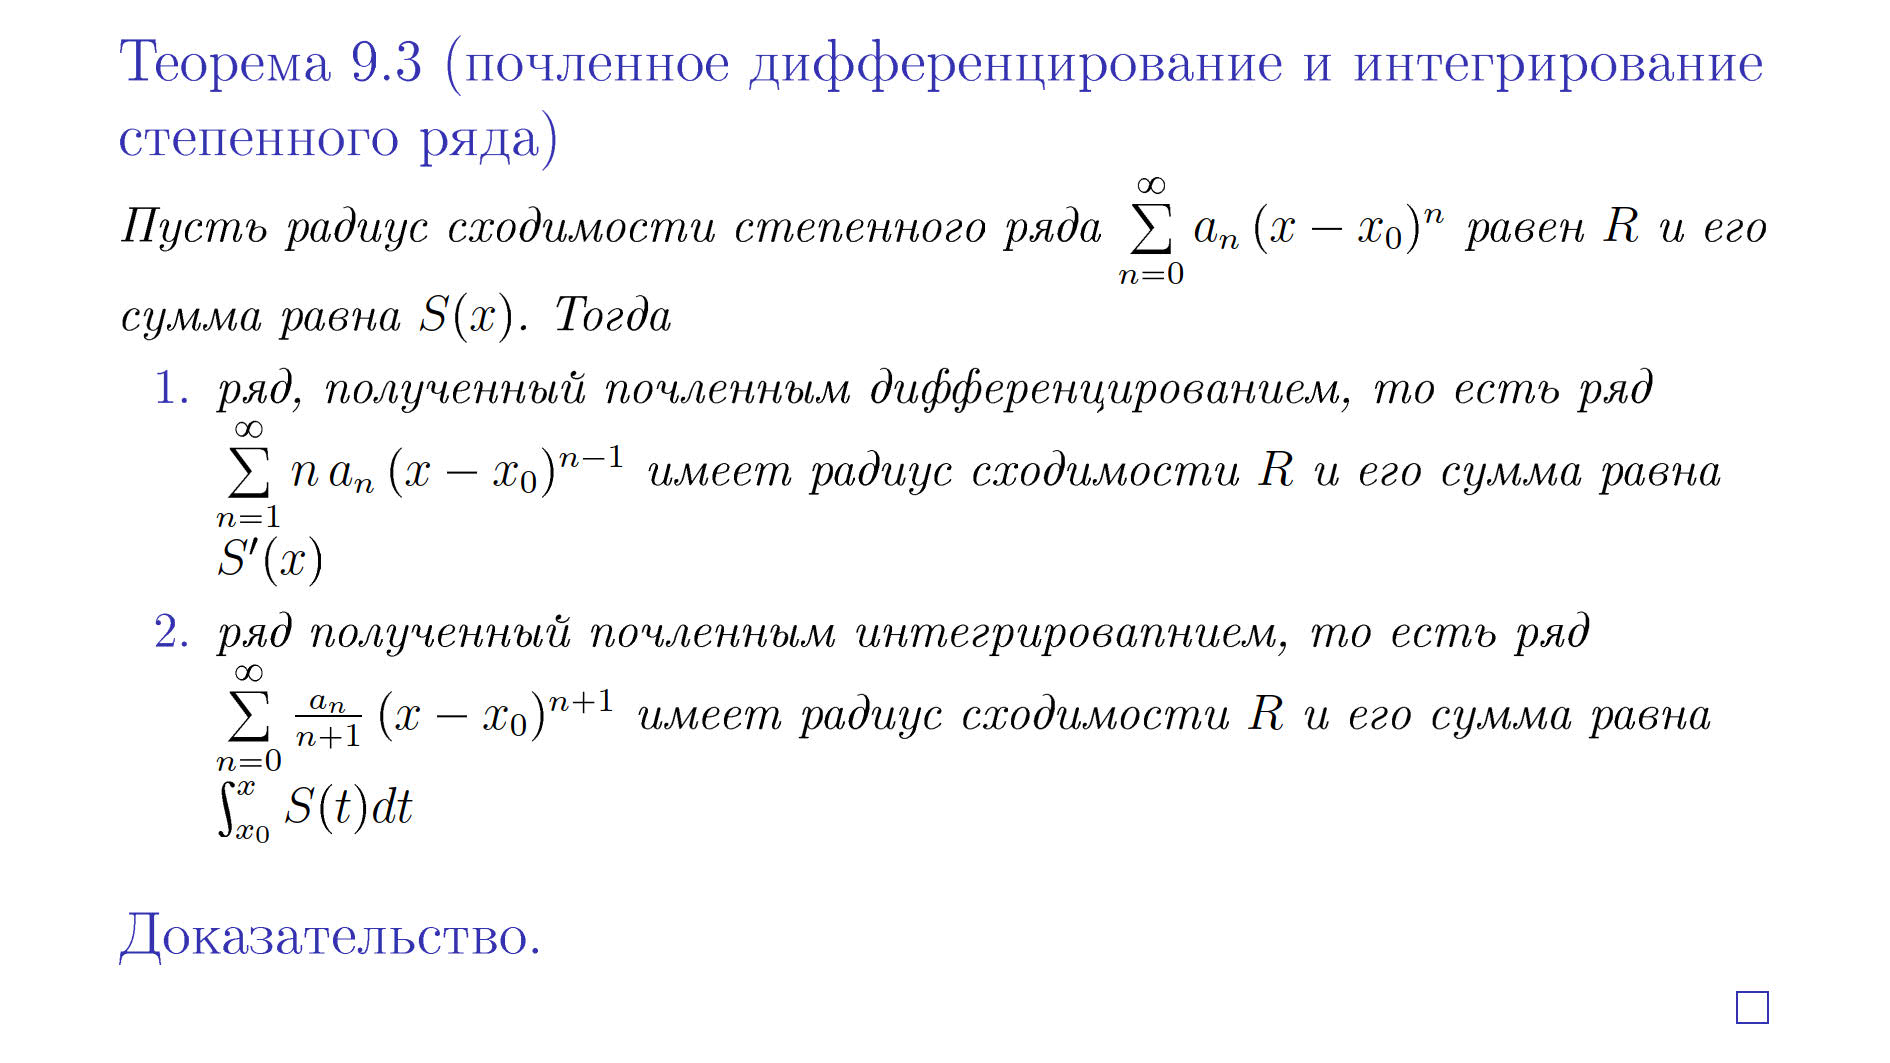 Теорема 9.3 (почленное дифференцирование и интегрирование
степенного ряда)
Пусть радиус сходимости степенного ряда $\sum\limits_{n=0}^{\infty} a_n (x - x_0)^n$ равен $R$ и его
сумма равна $S(x)$. Тогда
1. ряд, полученный почленным дифференцированием, то есть ряд
$\sum\limits_{n=1}^{\infty} n\, a_n (x - x_0)^{n-1}$ имеет радиус сходимости $R$ и его сумма равна
$S'(x)$
2. ряд полученный почленным интегрировапнием, то есть ряд
$\sum\limits_{n=0}^{\infty} \frac{a_n}{n+1} (x - x_0)^{n+1}$ имеет радиус сходимости $R$ и его сумма равна
$\int_{x_0}^{x} S(t)dt$
Доказательство.
□